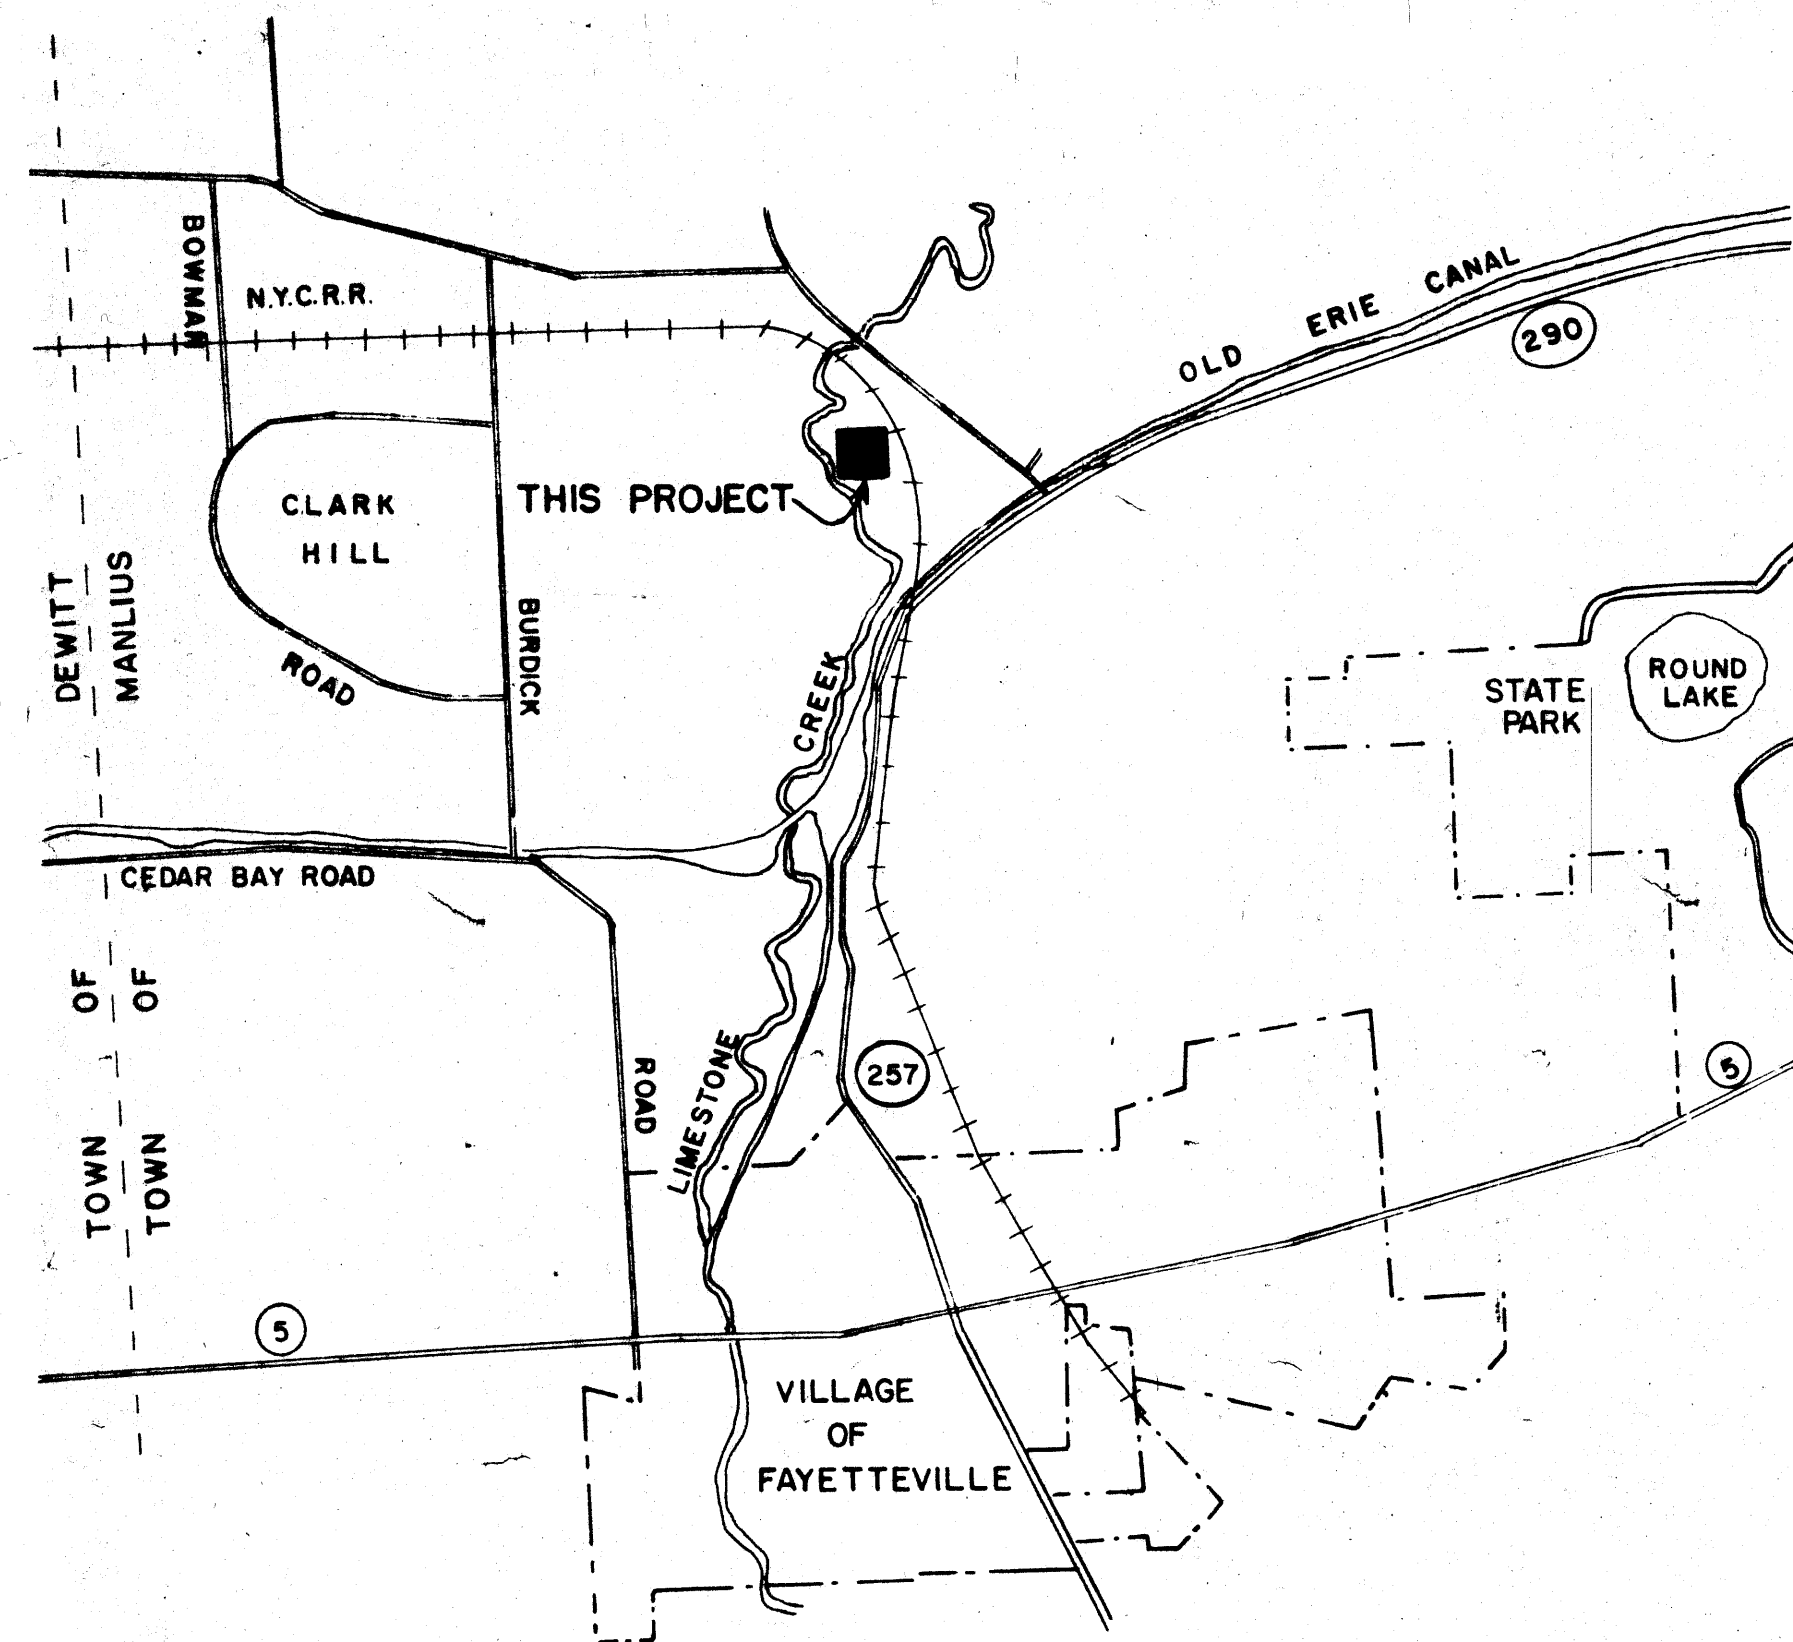 BOWMAN
N.Y.C.R.R.
OLD ERIE CANAL
290
CLARK
HILL
THIS PROJECT
ROAD
BURDICK
CREEK
STATE
PARK
ROUND
LAKE
CEDAR BAY ROAD
TOWN OF DEWITT
TOWN OF MANLIUS
ROAD
LIMESTONE
257
5
5
VILLAGE
OF
FAYETTEVILLE